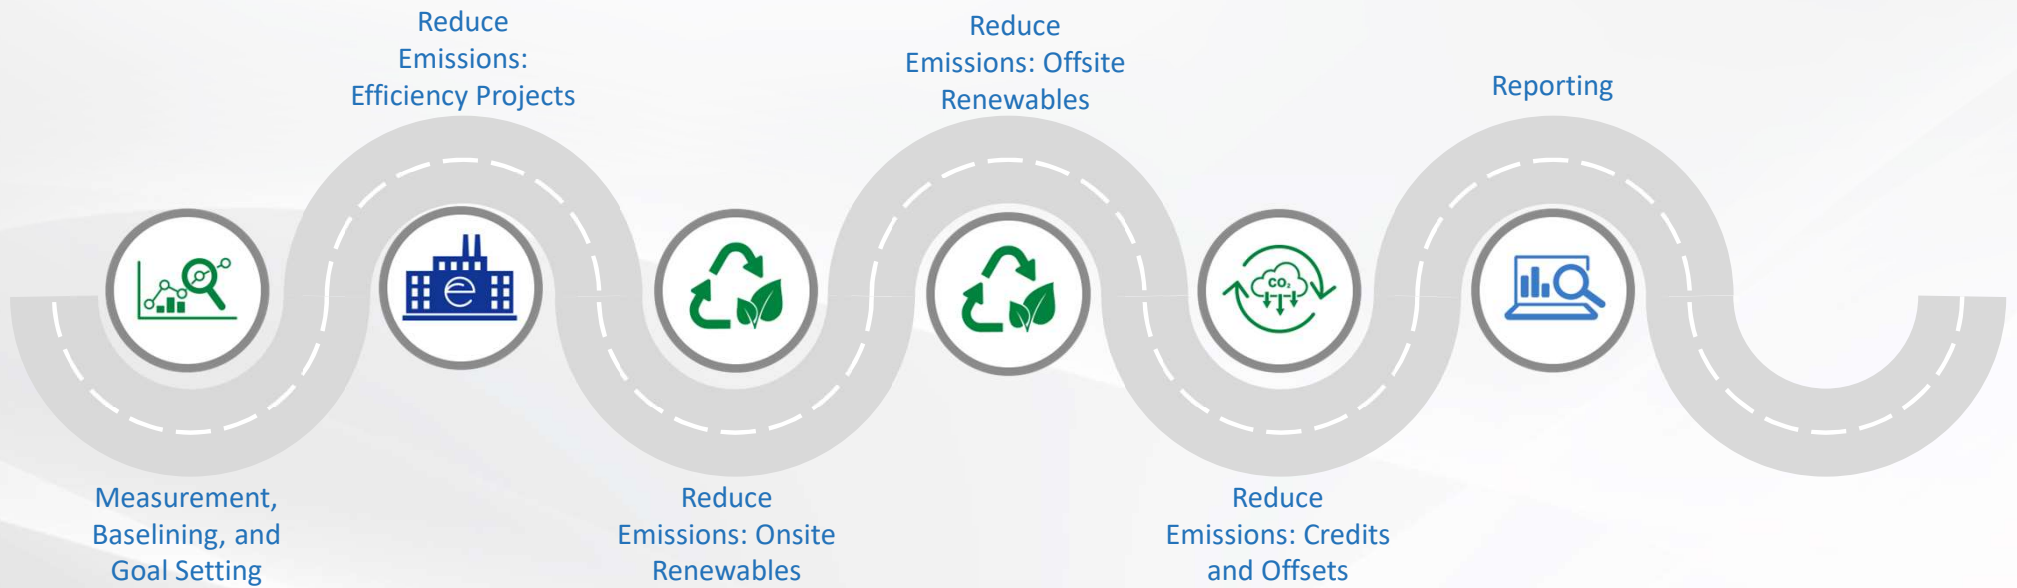 Reduce
Emissions:
Efficiency Projects
Reduce
Emissions: Offsite
Renewables
Reporting
e
CO₂
Measurement,
Baselining, and
Goal Setting
Reduce
Emissions: Onsite
Renewables
Reduce
Emissions: Credits
and Offsets